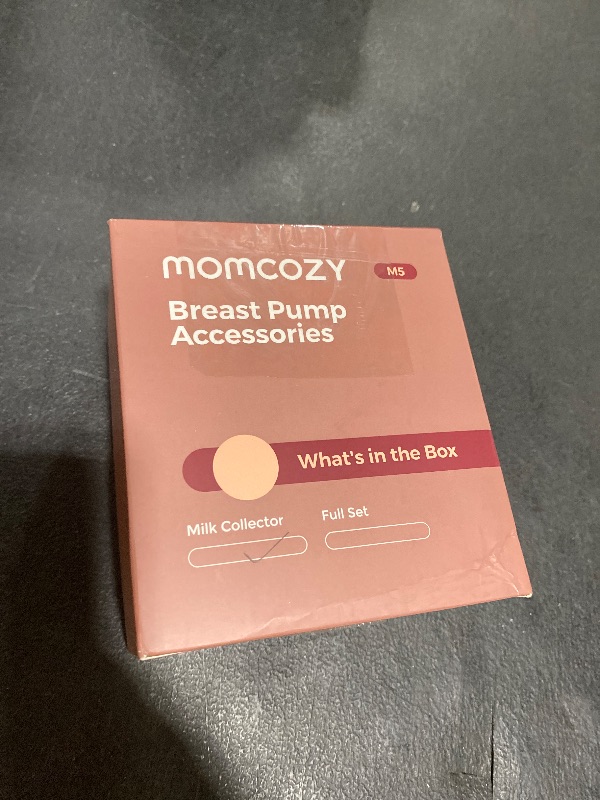 momcozy M5
Breast Pump
Accessories
What's in the Box
Milk Collector Full Set